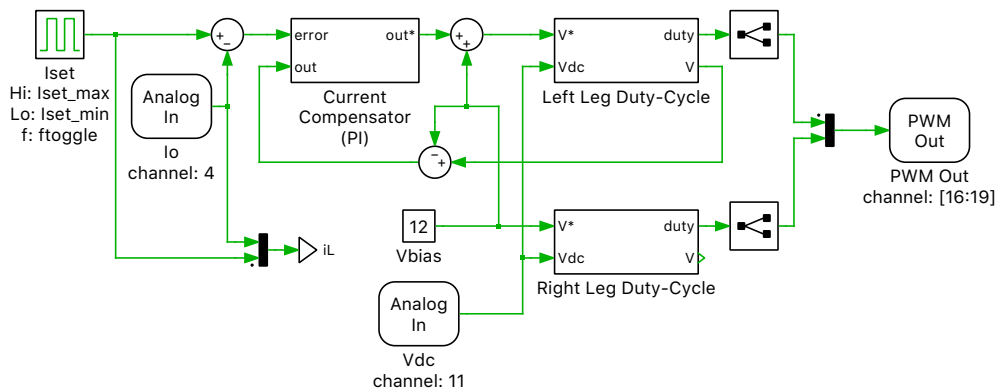 Iset
Hi: Iset_max
Lo: Iset_min
f: ftoggle
Analog
In
Io
channel: 4
+
−
error
out*
out
Current
Compensator
(PI)
+
+
V*
duty
Vdc
V
Left Leg Duty-Cycle
−
+
PWM
Out
PWM Out
channel: [16:19]
12
Vbias
V*
duty
Vdc
V
Right Leg Duty-Cycle
iL
Analog
In
Vdc
channel: 11